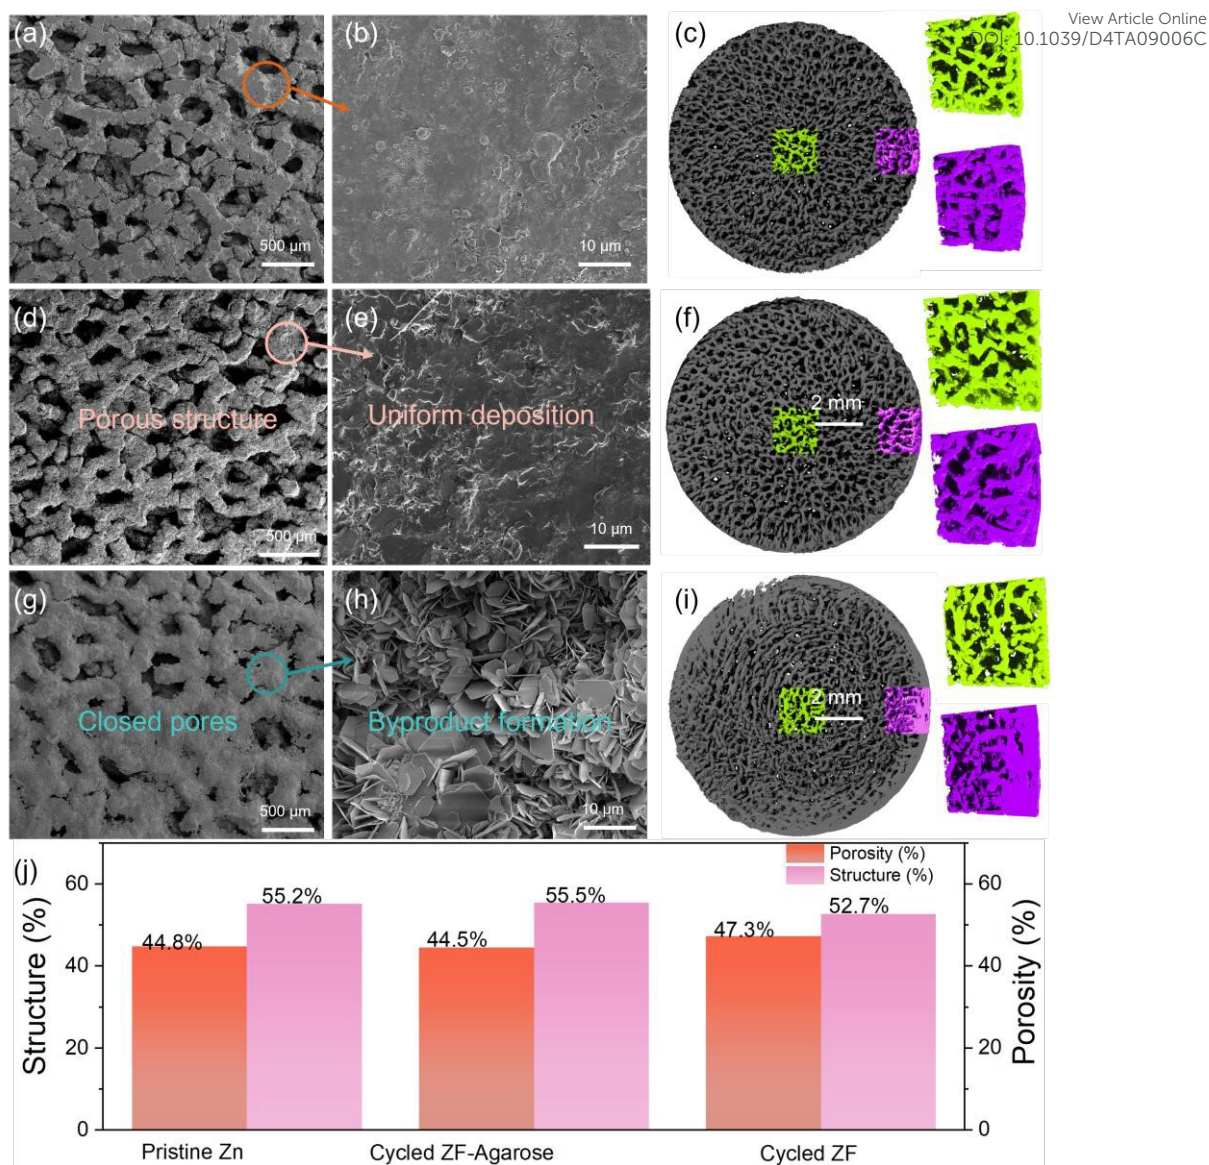 View Article Online
DOI: 10.1039/D4TA09006C
(a)
500 µm
(b)
10 µm
(c)
(d)
Porous structure
500 µm
(e)
Uniform deposition
10 µm
(f)
2 mm
(g)
Closed pores
500 µm
(h)
Byproduct formation
10 µm
(i)
2 mm
(j)
Porosity (%)
Structure (%)
60
40
20
0
Structure (%)
44.8%
55.2%
44.5%
55.5%
47.3%
52.7%
60
40
20
0
Porosity (%)
Pristine Zn
Cycled ZF-Agarose
Cycled ZF